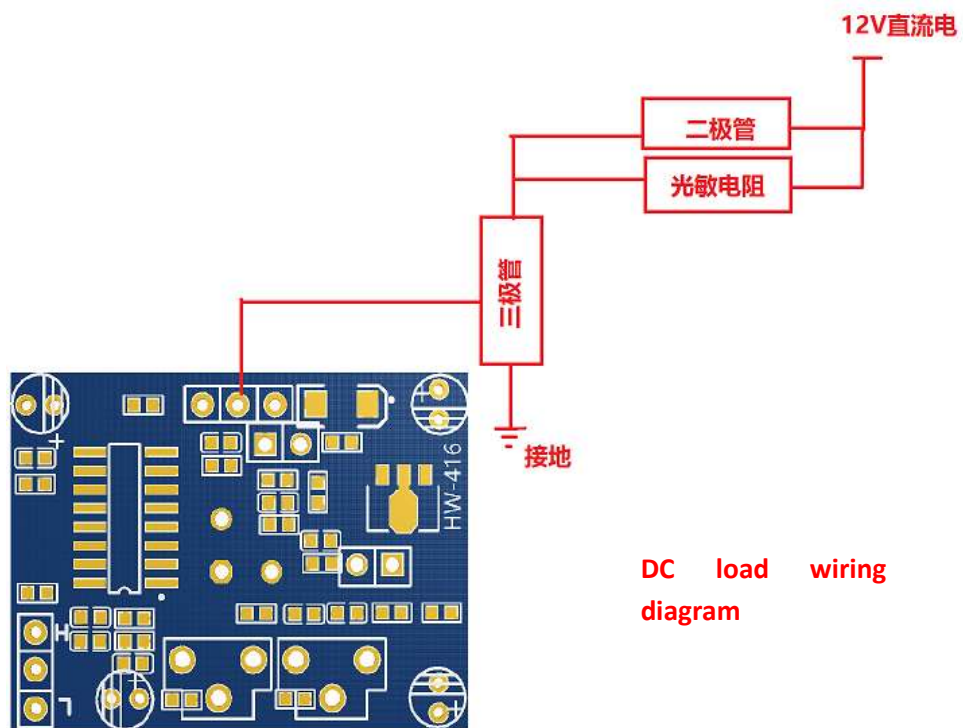 12V直流电
二极管
光敏电阻
三极管
接地
HW-416
DC load wiring
diagram
H
L